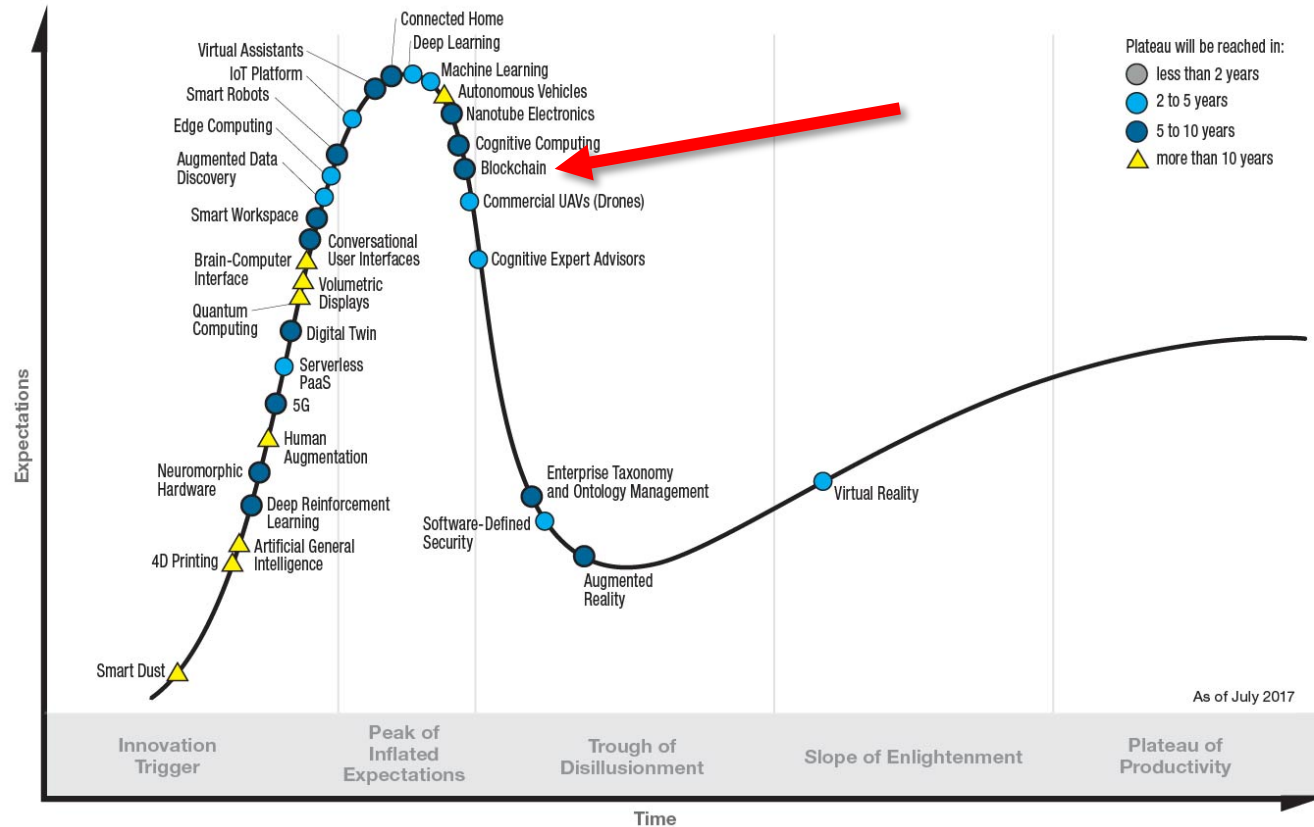 Connected Home
Deep Learning
Virtual Assistants
IoT Platform
Machine Learning
Smart Robots
Autonomous Vehicles
Nanotube Electronics
Edge Computing
Cognitive Computing
Augmented Data
Discovery
Blockchain
Smart Workspace
Commercial UAVs (Drones)
Conversational
User Interfaces
Brain-Computer
Interface
Cognitive Expert Advisors
Volumetric
Displays
Quantum
Computing
Digital Twin
Serverless
PaaS
5G
Human
Augmentation
Neuromorphic
Hardware
Deep Reinforcement
Learning
Artificial General
Intelligence
4D Printing
Smart Dust
Enterprise Taxonomy
and Ontology Management
Software-Defined
Security
Augmented
Reality
Virtual Reality
Plateau will be reached in:
less than 2 years
2 to 5 years
5 to 10 years
more than 10 years
Expectations
As of July 2017
Innovation
Trigger
Peak of
Inflated
Expectations
Trough of
Disillusionment
Slope of Enlightenment
Plateau of
Productivity
Time